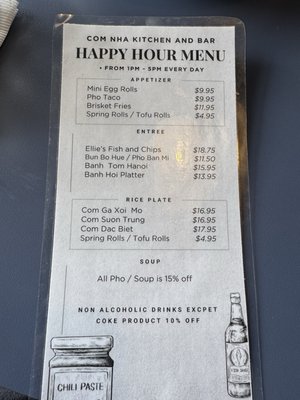 COM NHA KITCHEN AND BAR
HAPPY HOUR MENU
• FROM 1PM - 5PM EVERY DAY
APPETIZER
Mini Egg Rolls $9.95
Pho Taco $9.95
Brisket Fries $11.95
Spring Rolls / Tofu Rolls $4.95
ENTREE
Ellie's Fish and Chips $18.75
Bun Bo Hue / Pho Ban Mi $11.50
Banh Tom Hanoi $15.95
Banh Hoi Platter $13.95
RICE PLATE
Com Ga Xoi Mo $16.95
Com Suon Trung $16.95
Com Dac Biet $17.95
Spring Rolls / Tofu Rolls $4.95
SOUP
All Pho / Soup is 15% off
NON ALCOHOLIC DRINKS EXCPET
COKE PRODUCT 10% OFF
CHILI PASTE